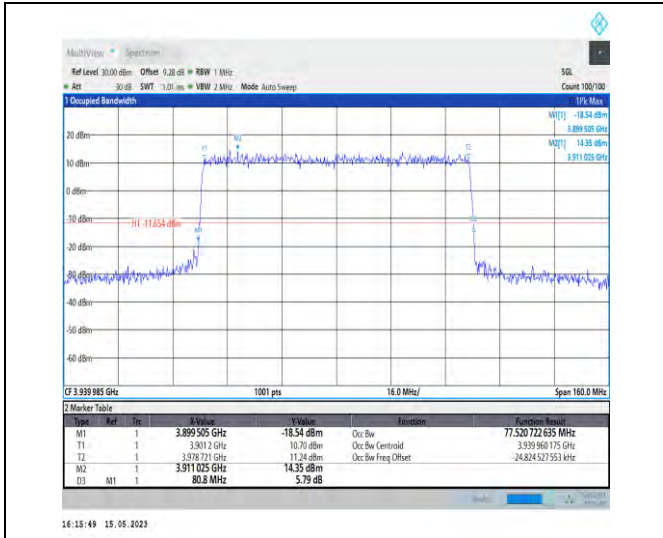 MultiView Spectrum
Ref Level 30.00 dBm Offset 9.28 dB RBW 1 MHz SGL
Att 30 dB SWT 1.01 ms VBW 2 MHz Mode Auto Sweep Count 100/100
1 Occupied Bandwidth 1Pk Max
M1[1] -18.54 dBm
3.899 505 GHz
M2[1] 14.35 dBm
3.911 025 GHz
20 dBm
10 dBm
0 dBm
-10 dBm
H1 -11.654 dBm
-20 dBm
-30 dBm
-40 dBm
-50 dBm
-60 dBm
T1
M2
T2
M1
D3
CF 3.939 985 GHz 1001 pts 16.0 MHz/ Span 160.0 MHz
2 Marker Table
Type Ref Trc X-Value Y-Value Function Function Result
M1 1 3.899 505 GHz -18.54 dBm Occ Bw 77.520 722 635 MHz
T1 1 3.901 2 GHz 10.70 dBm Occ Bw Centroid 3.939 960 175 GHz
T2 1 3.978 721 GHz 11.24 dBm Occ Bw Freq Offset -24.824 527 553 kHz
M2 1 3.911 025 GHz 14.35 dBm
D3 M1 1 80.8 MHz 5.79 dB
16:15:49 15.05.2023